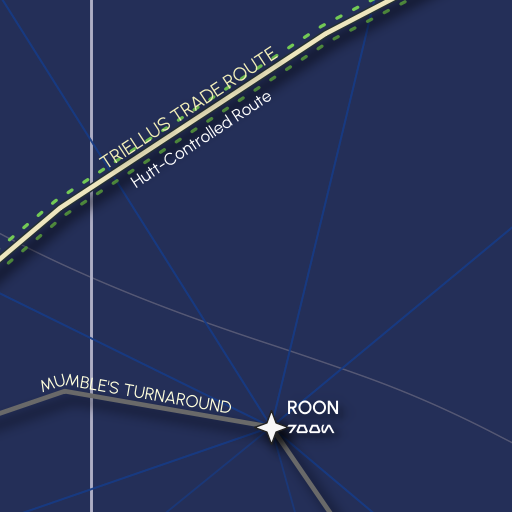 TRIELLUS TRADE ROUTE
Hutt-Controlled Route
MUMBLE'S TURNAROUND
ROON